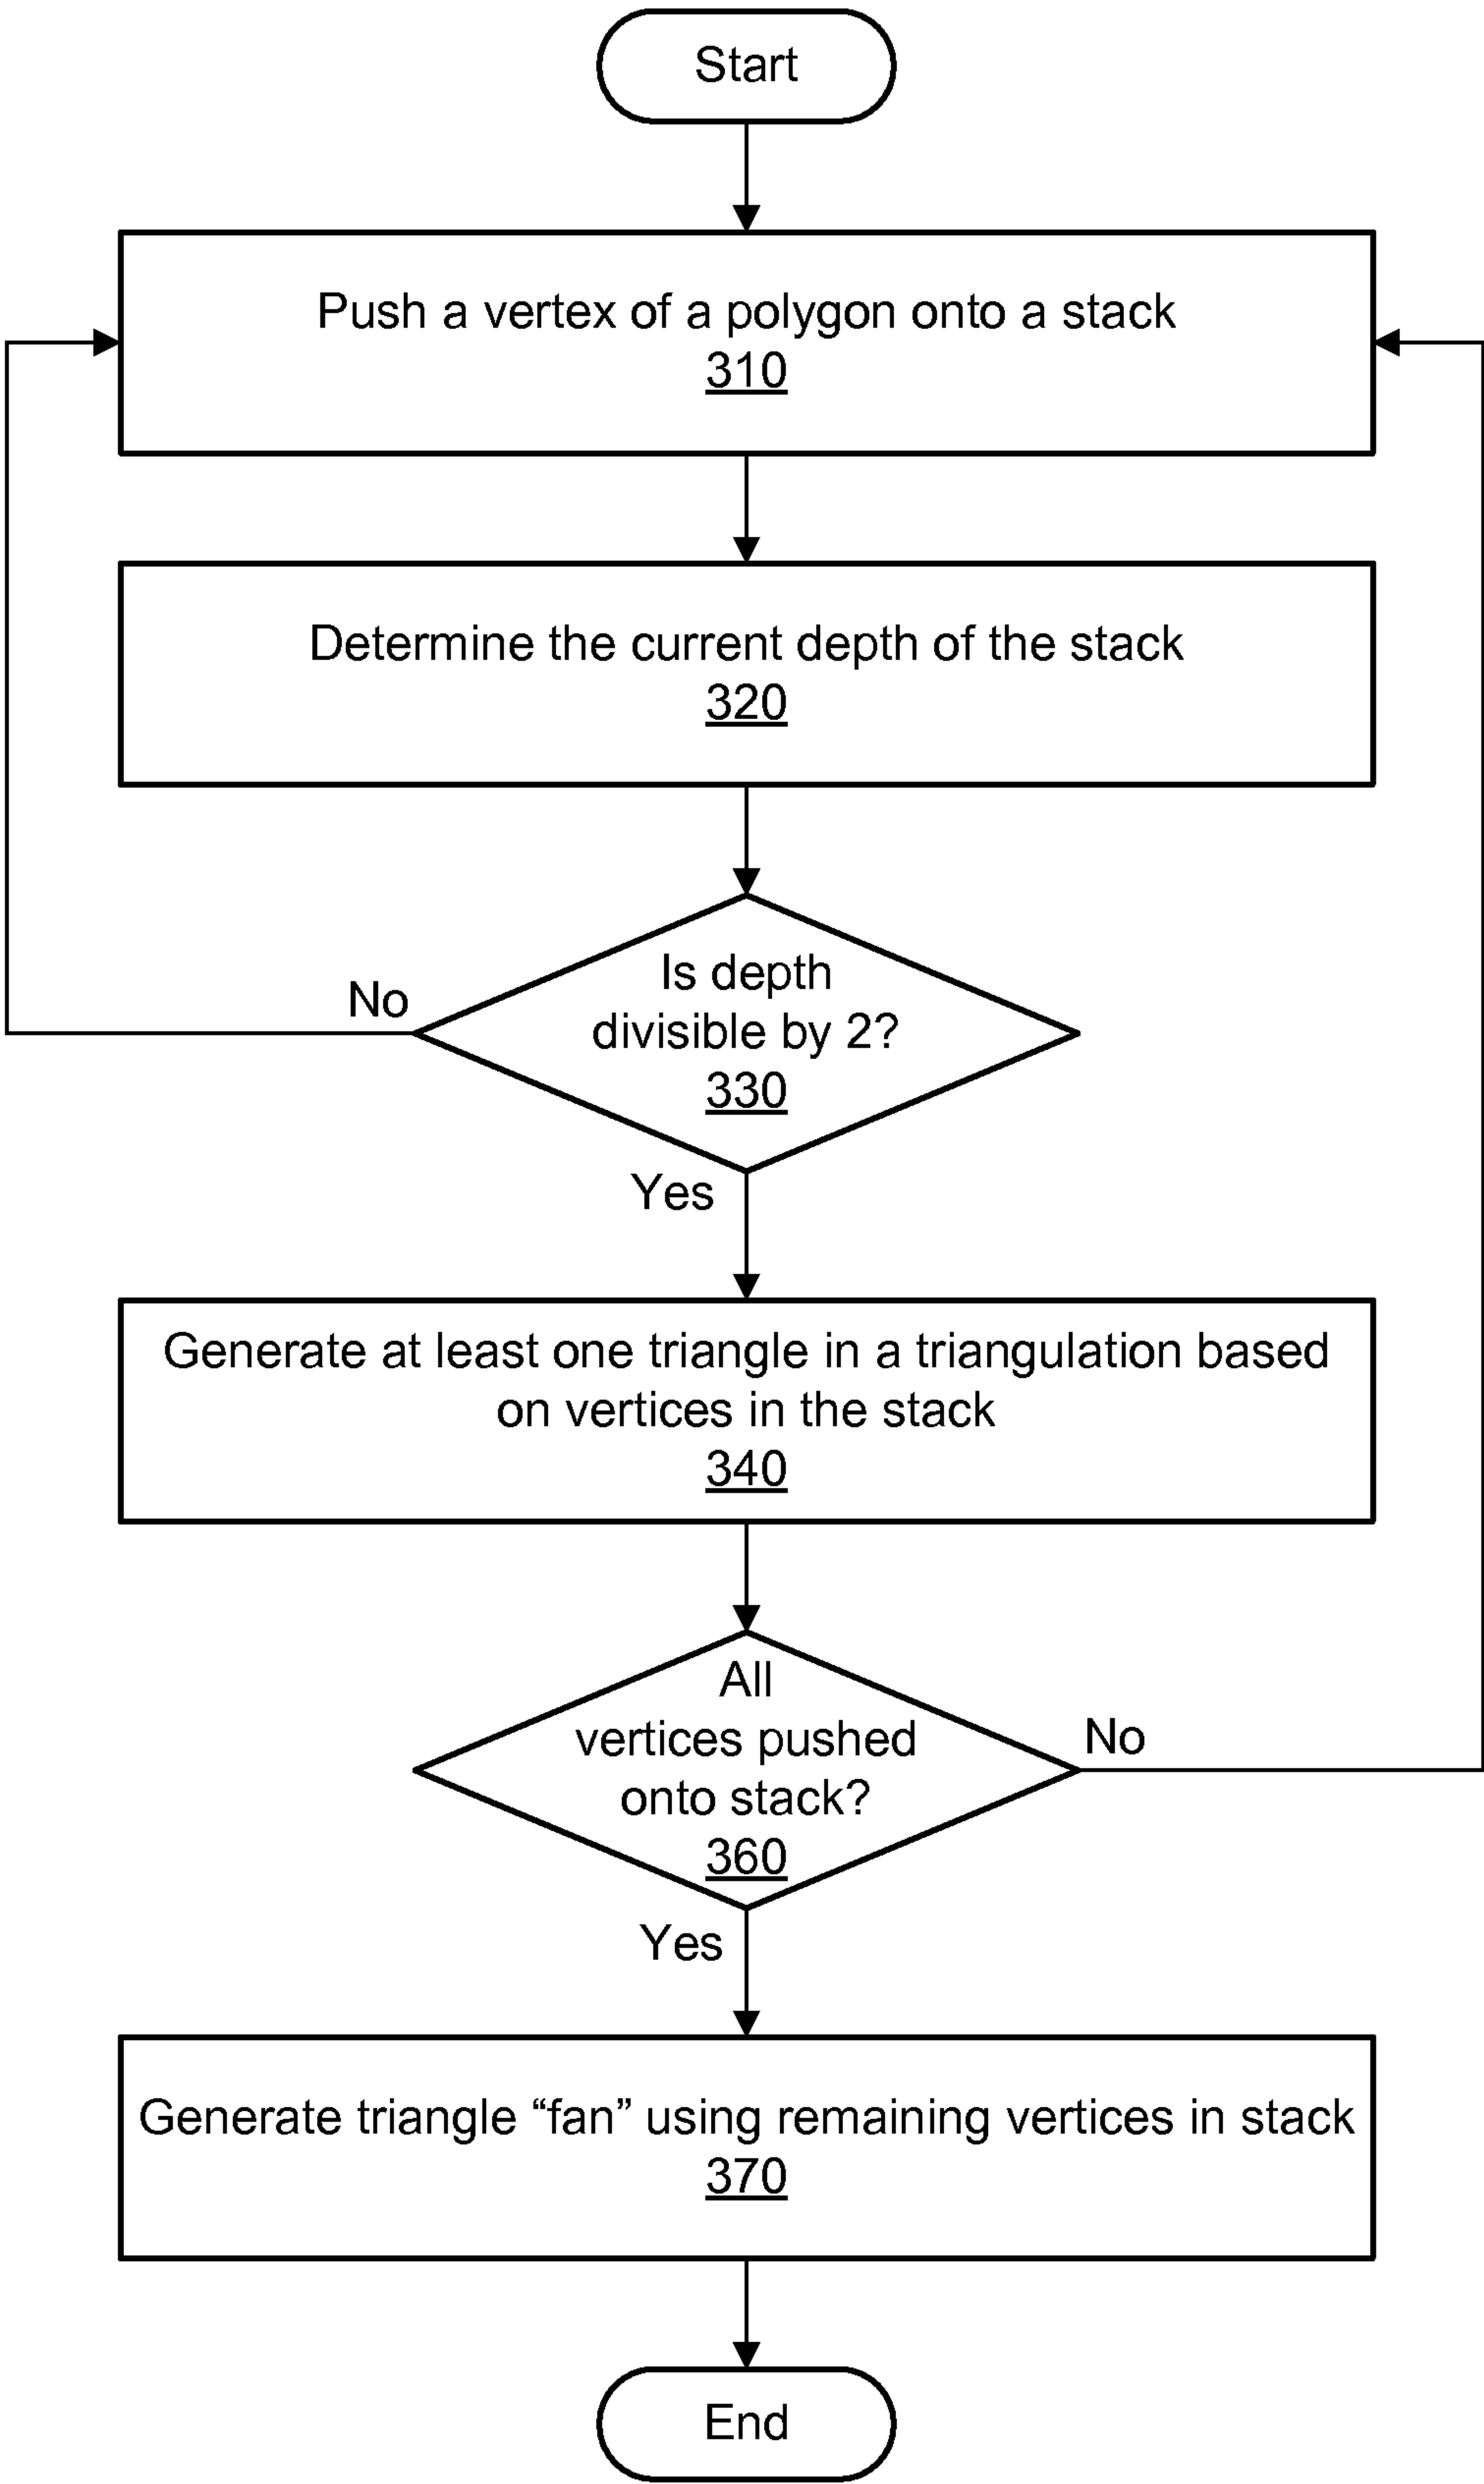 Start
Push a vertex of a polygon onto a stack
310
Determine the current depth of the stack
320
Is depth
divisible by 2?
330
No
Yes
Generate at least one triangle in a triangulation based
on vertices in the stack
340
All
vertices pushed
onto stack?
360
No
Yes
Generate triangle “fan” using remaining vertices in stack
370
End